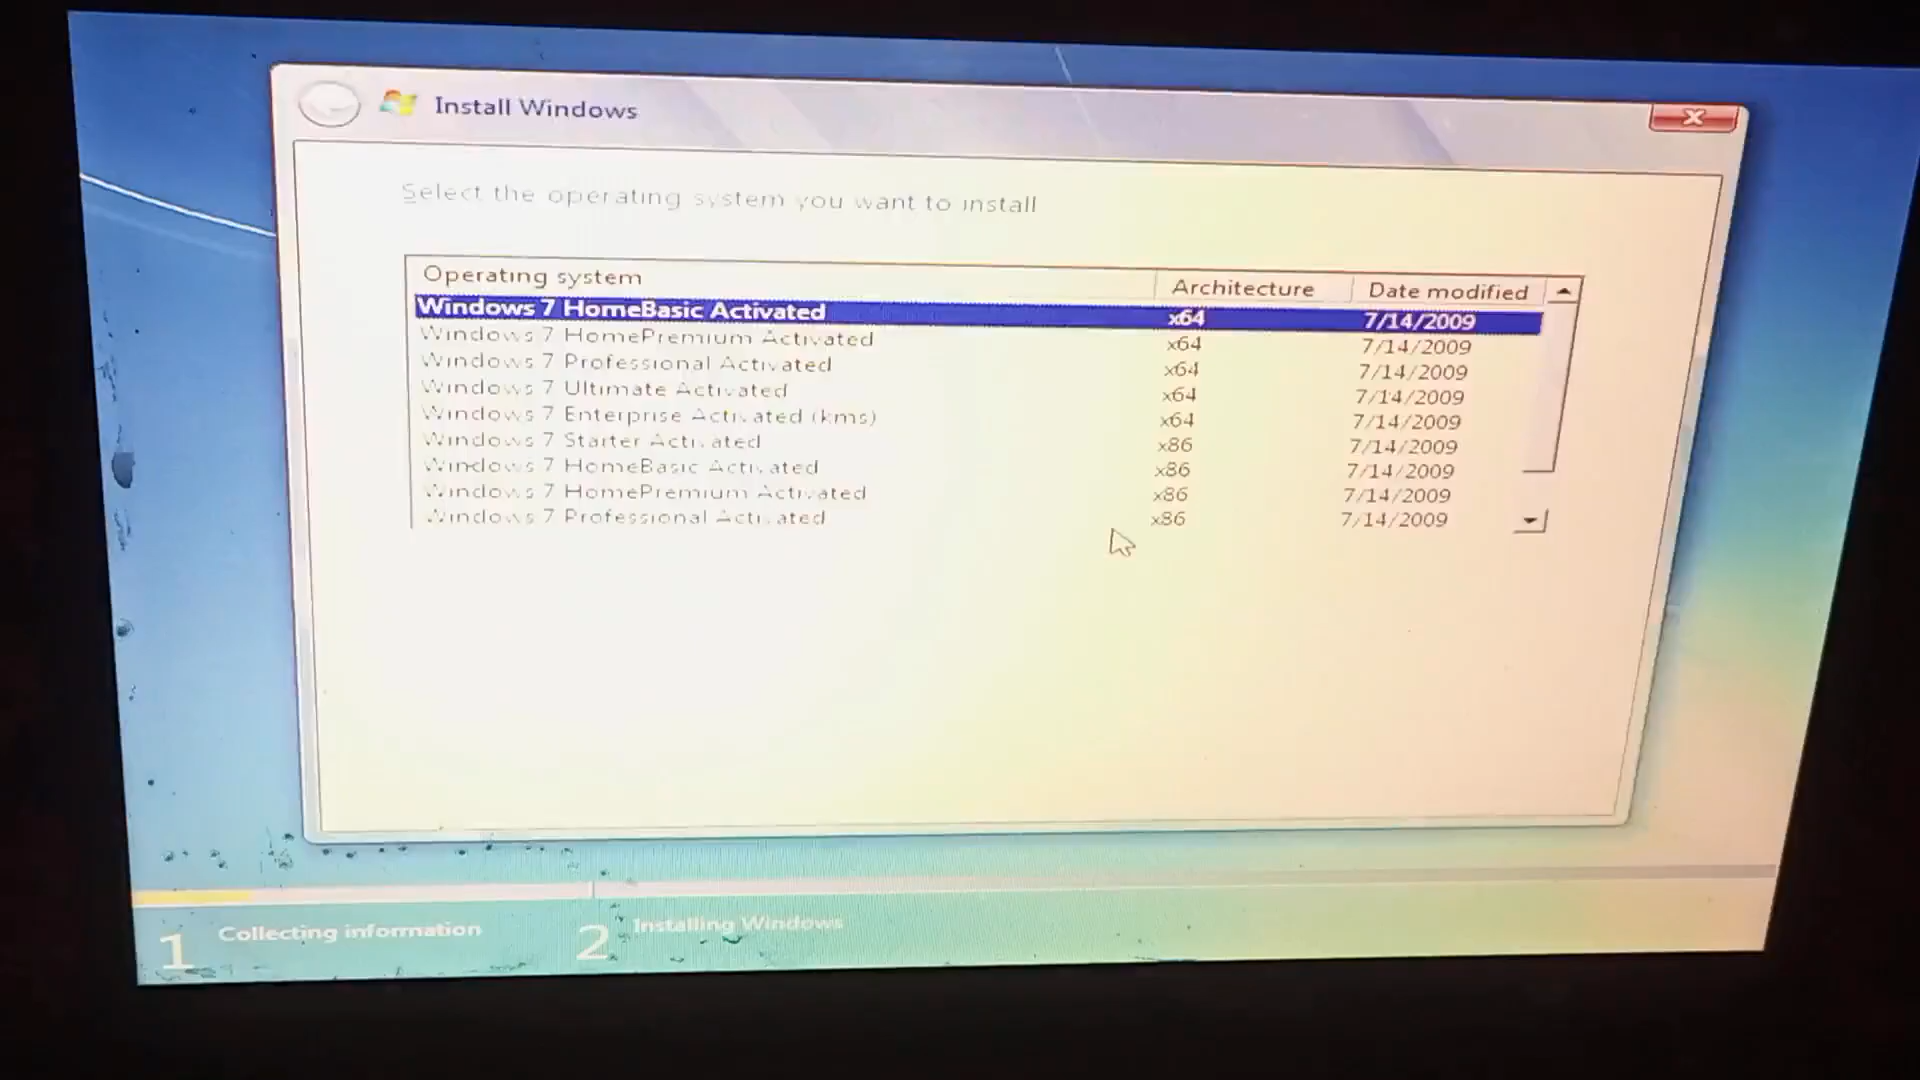 Install Windows
Select the operating system you want to install
Operating system Architecture Date modified
Windows 7 HomeBasic Activated x64 7/14/2009
Windows 7 HomePremium Activated x64 7/14/2009
Windows 7 Professional Activated x64 7/14/2009
Windows 7 Ultimate Activated x64 7/14/2009
Windows 7 Enterprise Activated (kms) x64 7/14/2009
Windows 7 Starter Activated x86 7/14/2009
Windows 7 HomeBasic Activated x86 7/14/2009
Windows 7 HomePremium Activated x86 7/14/2009
Windows 7 Professional Activated x86 7/14/2009
1 Collecting information 2 Installing Windows